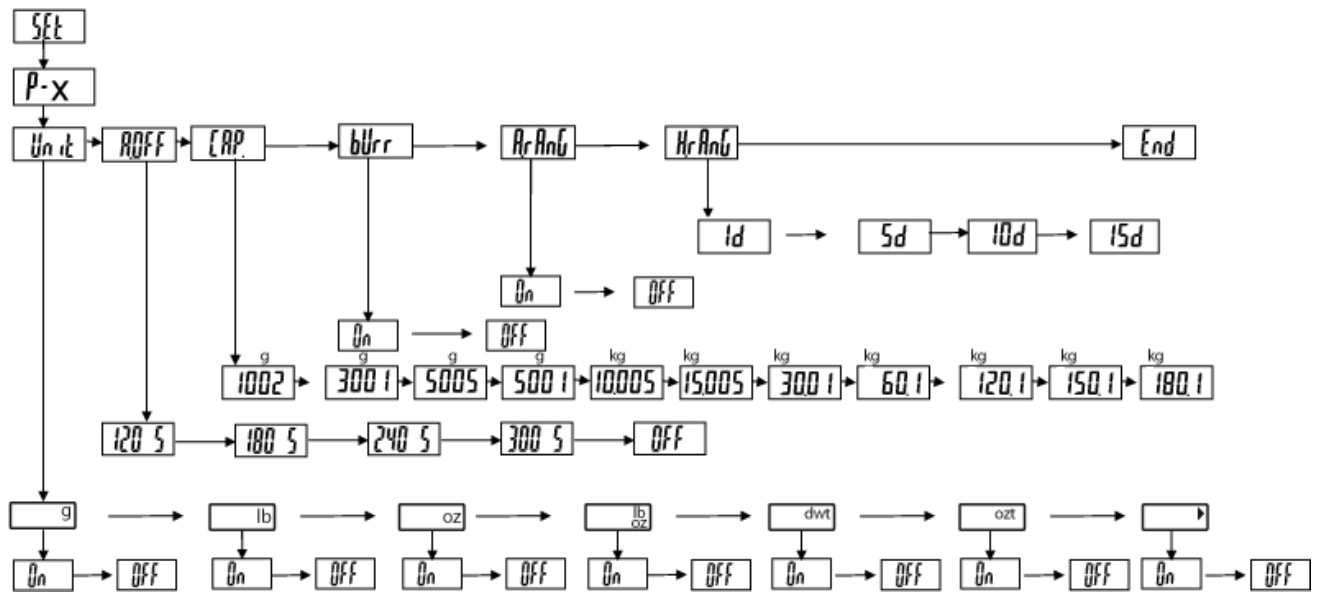 SEt
P-X
Unit A.OFF CAP. bUrr A.rAnG H.rAnG End
1d 5d 10d 15d
On OFF
On OFF
g g g g kg kg kg kg kg kg kg
1002 3001 5005 5001 10.005 15.005 30.01 60.1 120.1 150.1 180.1
120 S 180 S 240 S 300 S OFF
g lb oz lb oz dwt ozt
On OFF On OFF On OFF On OFF On OFF On OFF On OFF